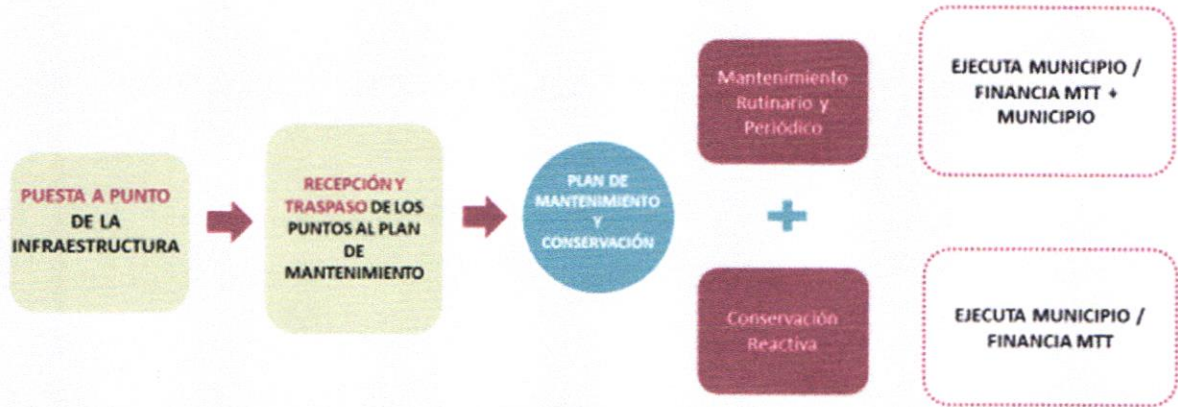 PUESTA A PUNTO
DE LA
INFRAESTRUCTURA
RECEPCIÓN Y
TRASPASO DE LOS
PUNTOS AL PLAN
DE
MANTENIMIENTO
PLAN DE
MANTENIMIENTO
Y
CONSERVACIÓN
Mantenimiento
Rutinario y
Periódico
EJECUTA MUNICIPIO /
FINANCIA MTT +
MUNICIPIO
Conservación
Reactiva
EJECUTA MUNICIPIO /
FINANCIA MTT